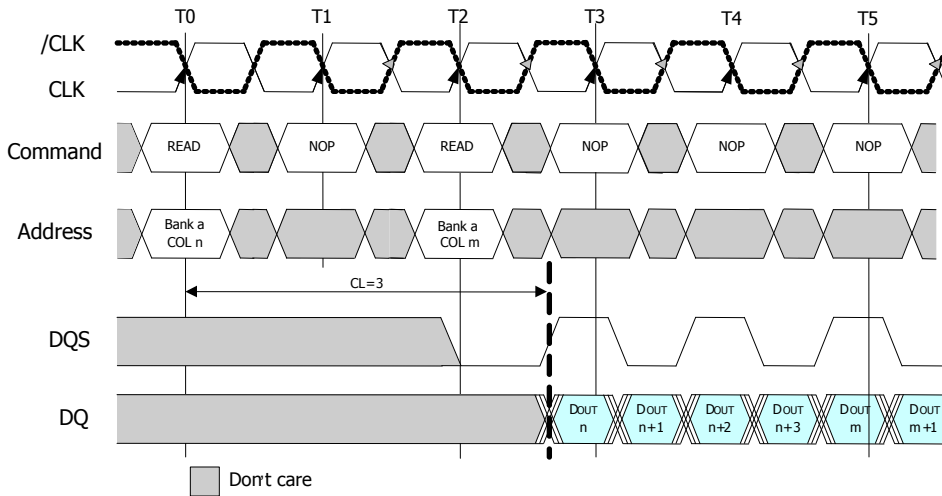 T0 T1 T2 T3 T4 T5
/CLK
CLK
Command READ NOP READ NOP NOP NOP
Address Bank a Bank a
COL n COL m
CL=3
DQS
DQ DOUT DOUT DOUT DOUT DOUT DOUT
n n+1 n+2 n+3 m m+1
Don't care